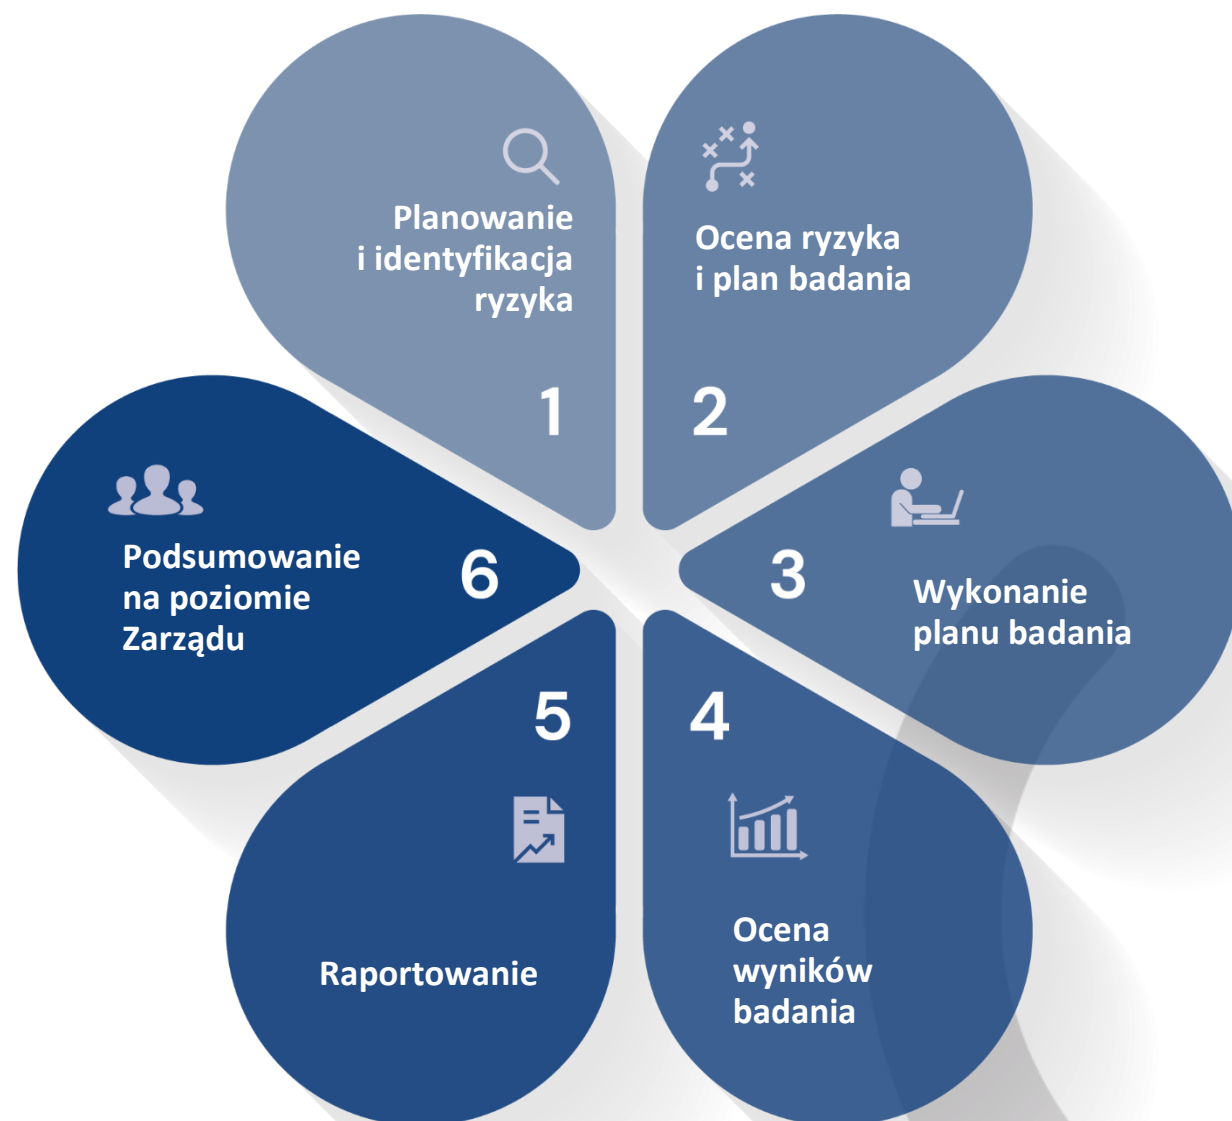 Planowanie
i identyfikacja
ryzyka
1
Ocena ryzyka
i plan badania
2
3
Wykonanie
planu badania
4
Ocena
wyników
badania
5
Raportowanie
Podsumowanie
na poziomie
Zarządu
6